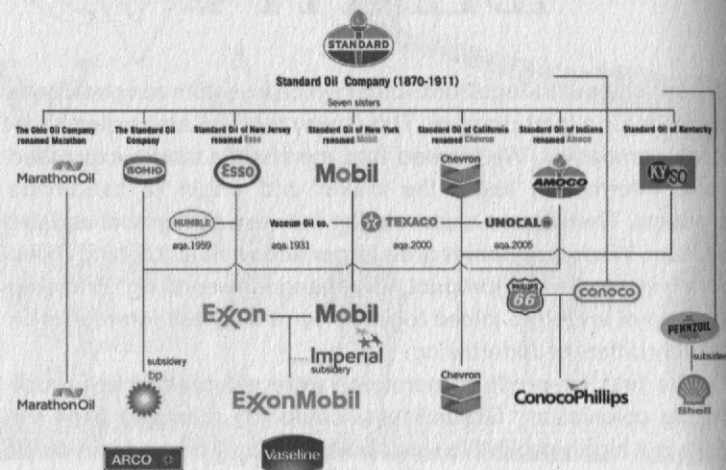 STANDARD
Standard Oil Company (1870-1911)
Seven sisters
The Ohio Oil Company
renamed Marathon
The Standard Oil
Company
Standard Oil of New Jersey
renamed Esso
Standard Oil of New York
renamed Mobil
Standard Oil of California
renamed Chevron
Standard Oil of Indiana
renamed Amoco
Standard Oil of Kentucky
MarathonOil
SOHIO
Esso
Mobil
Chevron
AMOCO
KYSO
HUMBLE
aqa.1959
Vaccum Oil co.
aqa.1931
TEXACO
aqa.2000
UNOCAL
aqa.2005
Exxon
Mobil
PHILLIPS
66
conoco
PENNZOIL
Imperial
subsidery
subsidery
bp
MarathonOil
ExxonMobil
Chevron
ConocoPhillips
Shell
ARCO
Vaseline